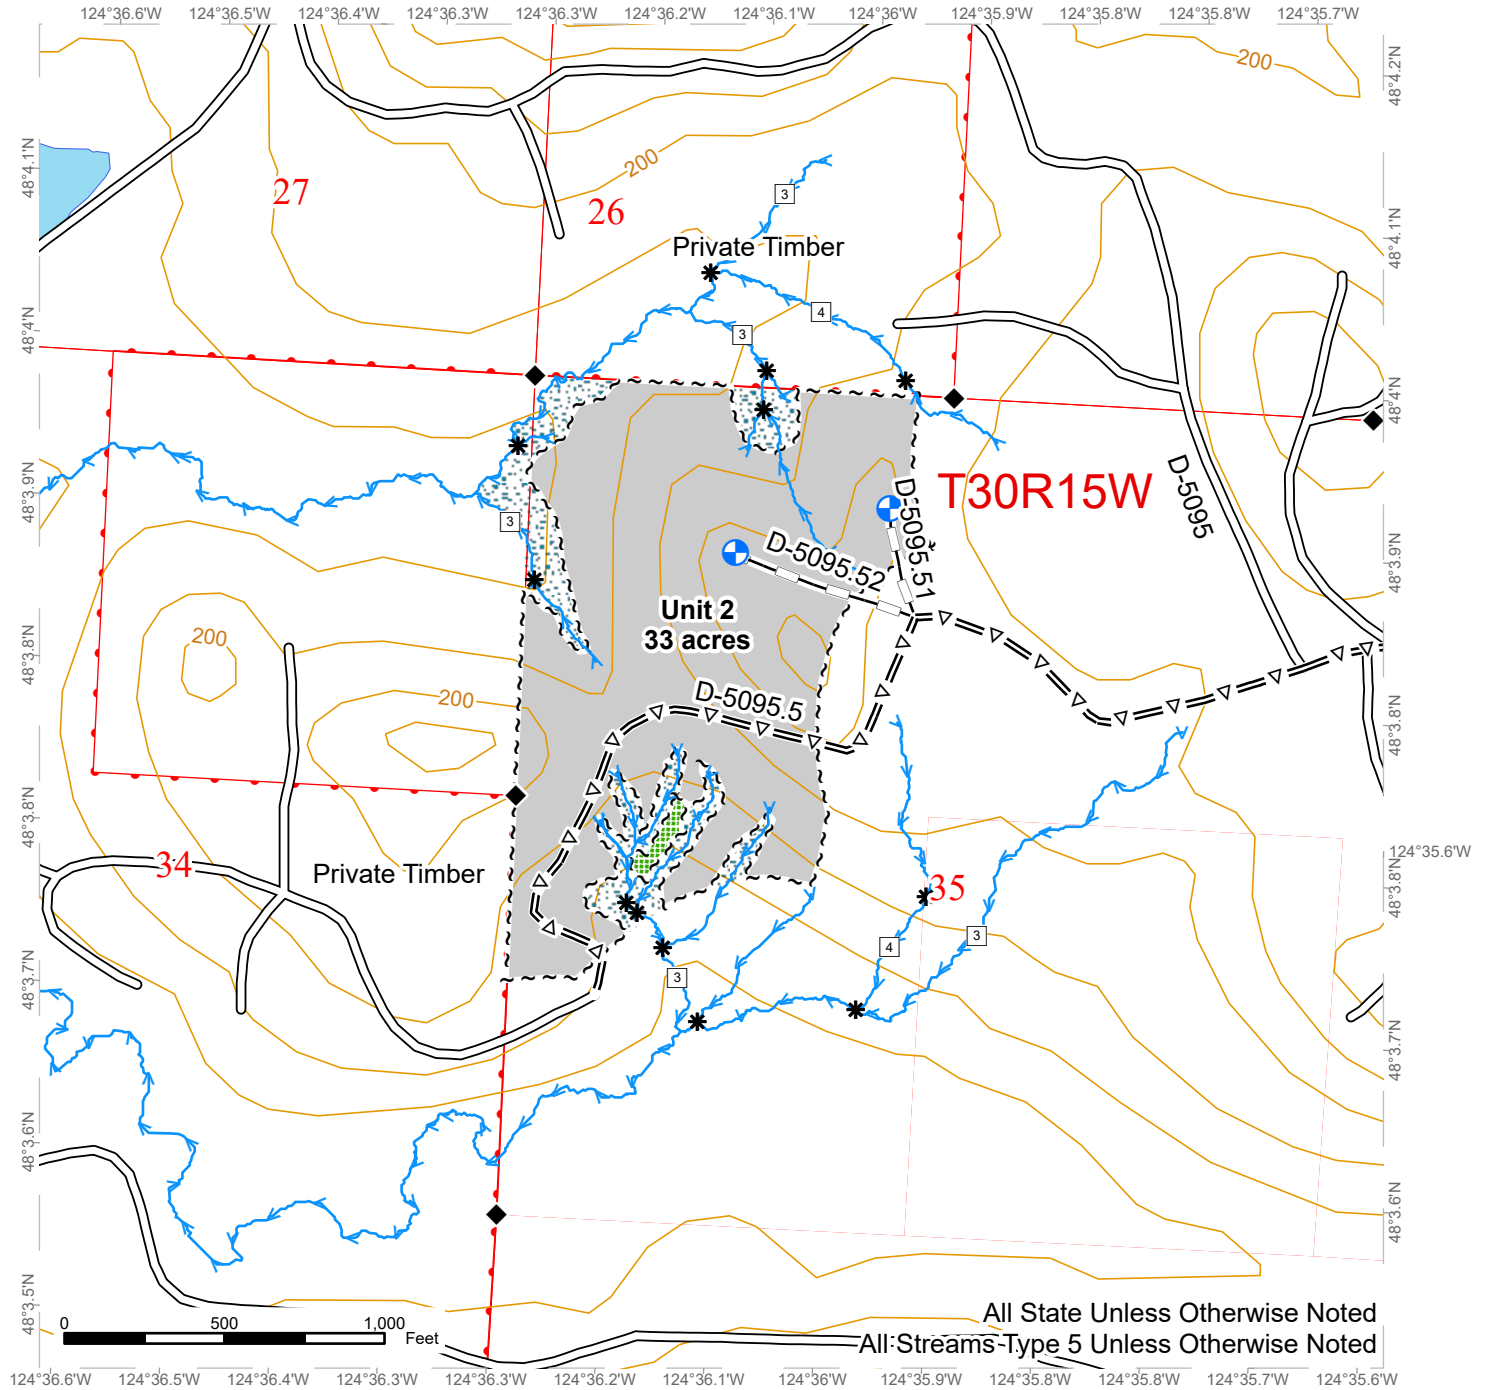 124°36.6'W 124°36.5'W 124°36.4'W 124°36.3'W 124°36.3'W 124°36.2'W 124°36.1'W 124°36'W 124°35.9'W 124°35.8'W 124°35.8'W 124°35.7'W
200
48°4.2'N
48°4.1'N
200
27
26
3
Private Timber
48°4.1'N
48°4'N
4
3
48°4'N
D-5095
T30R15W
48°3.9'N
3
D-5095.51
D-5095.52
48°3.9'N
Unit 2
33 acres
200
48°3.8'N
200
D-5095.5
48°3.8'N
48°3.8'N
124°35.6'W
34
Private Timber
35
48°3.8'N
4
3
3
48°3.7'N
48°3.7'N
48°3.6'N
48°3.6'N
48°3.5'N
0 500 1,000
Feet
All State Unless Otherwise Noted
All Streams Type 5 Unless Otherwise Noted
124°36.6'W 124°36.5'W 124°36.4'W 124°36.3'W 124°36.3'W 124°36.2'W 124°36.1'W 124°36'W 124°35.9'W 124°35.8'W 124°35.8'W 124°35.7'W 124°35.6'W